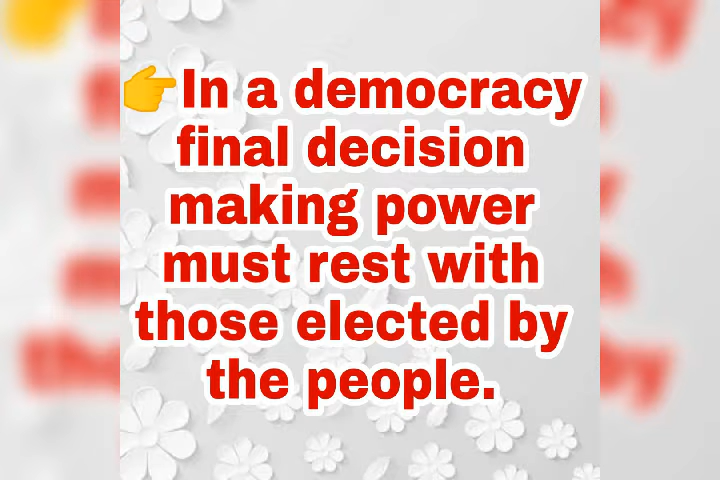 👉In a democracy
final decision
making power
must rest with
those elected by
the people.